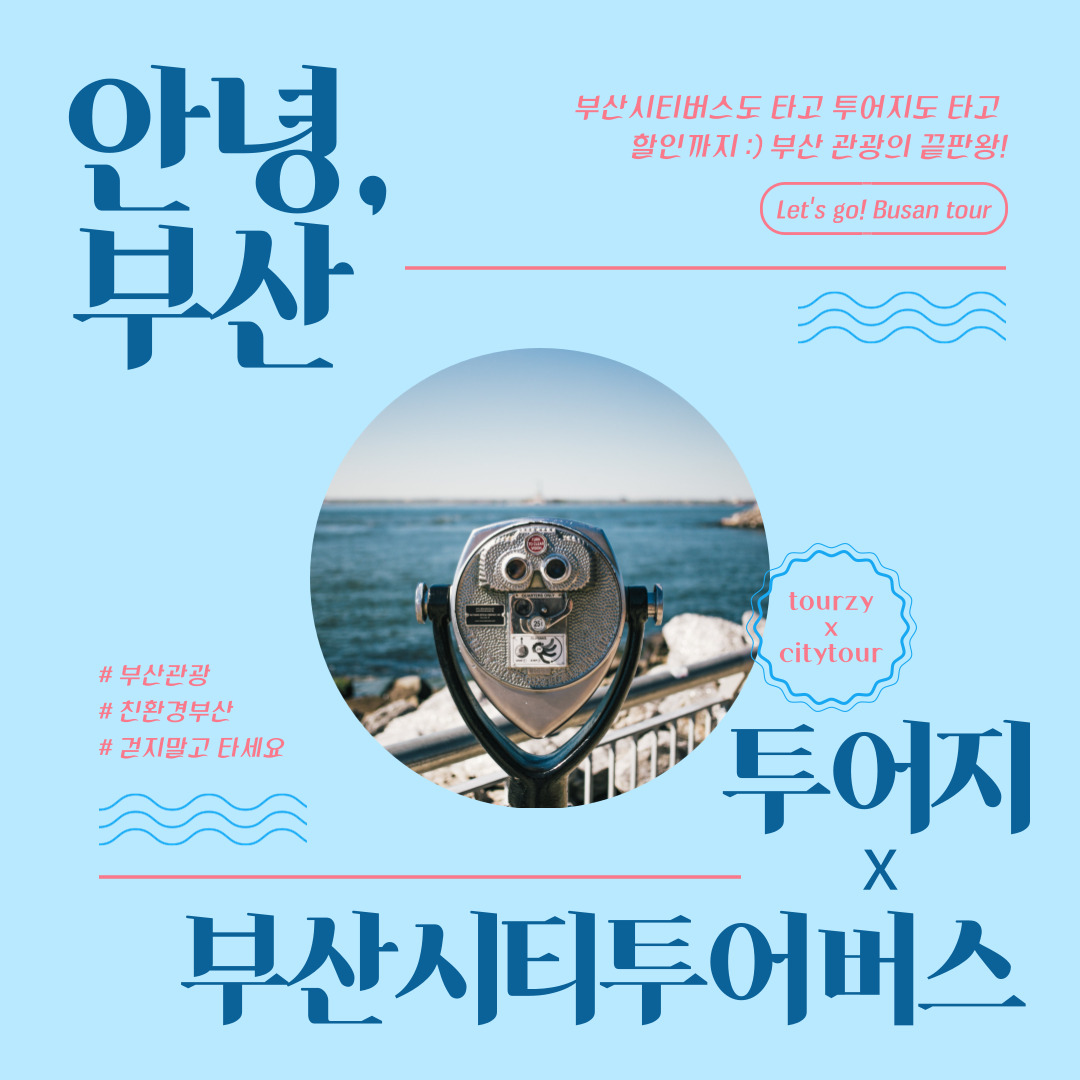 안녕,
부산
부산시티버스도 타고 투어지도 타고
할인까지 :) 부산 관광의 끝판왕!
Let's go! Busan tour
tourzy
x
citytour
# 부산관광
# 친환경부산
# 걷지말고 타세요
251
투어지
X
부산시티투어버스